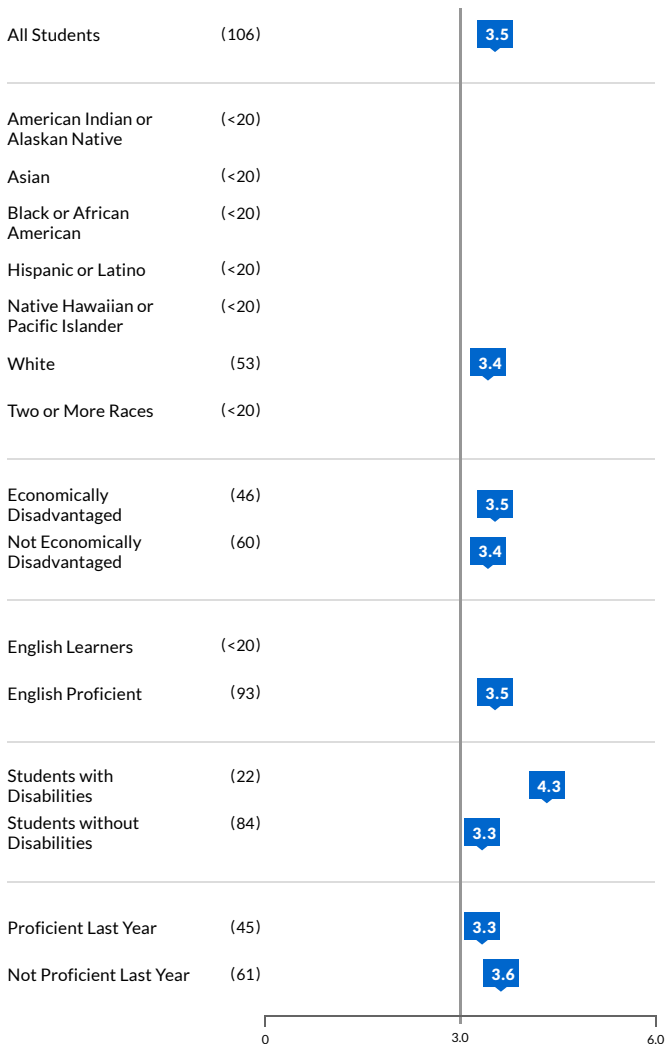 All Students (106) 3.5
American Indian or (<20)
Alaskan Native
Asian (<20)
Black or African (<20)
American
Hispanic or Latino (<20)
Native Hawaiian or (<20)
Pacific Islander
White (53) 3.4
Two or More Races (<20)
Economically (46) 3.5
Disadvantaged
Not Economically (60) 3.4
Disadvantaged
English Learners (<20)
English Proficient (93) 3.5
Students with (22) 4.3
Disabilities
Students without (84) 3.3
Disabilities
Proficient Last Year (45) 3.3
Not Proficient Last Year (61) 3.6
0 3.0 6.0